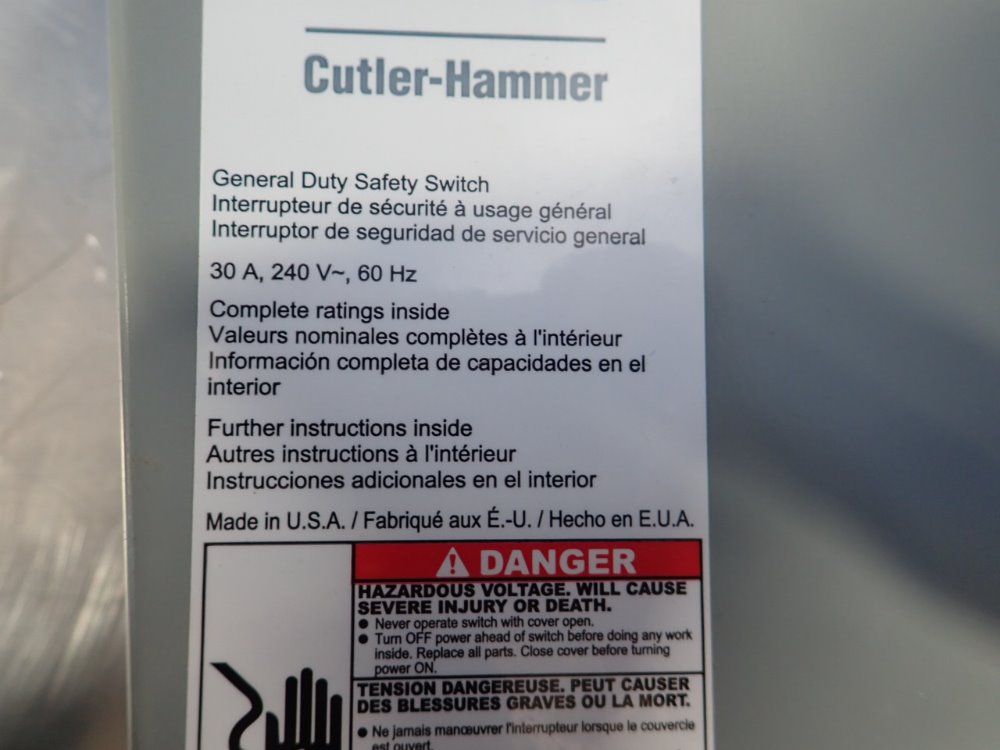 Cutler-Hammer
General Duty Safety Switch
Interrupteur de sécurité à usage général
Interruptor de seguridad de servicio general
30 A, 240 V~, 60 Hz
Complete ratings inside
Valeurs nominales complètes à l'intérieur
Información completa de capacidades en el
interior
Further instructions inside
Autres instructions à l'intérieur
Instrucciones adicionales en el interior
Made in U.S.A. / Fabriqué aux É.-U. / Hecho en E.U.A.
DANGER
HAZARDOUS VOLTAGE. WILL CAUSE
SEVERE INJURY OR DEATH.
● Never operate switch with cover open.
● Turn OFF power ahead of switch before doing any work
inside. Replace all parts. Close cover before turning
power ON.
TENSION DANGEREUSE. PEUT CAUSER
DES BLESSURES GRAVES OU LA MORT.
● Ne jamais manœuvrer l'interrupteur lorsque le couvercle
est ouvert.